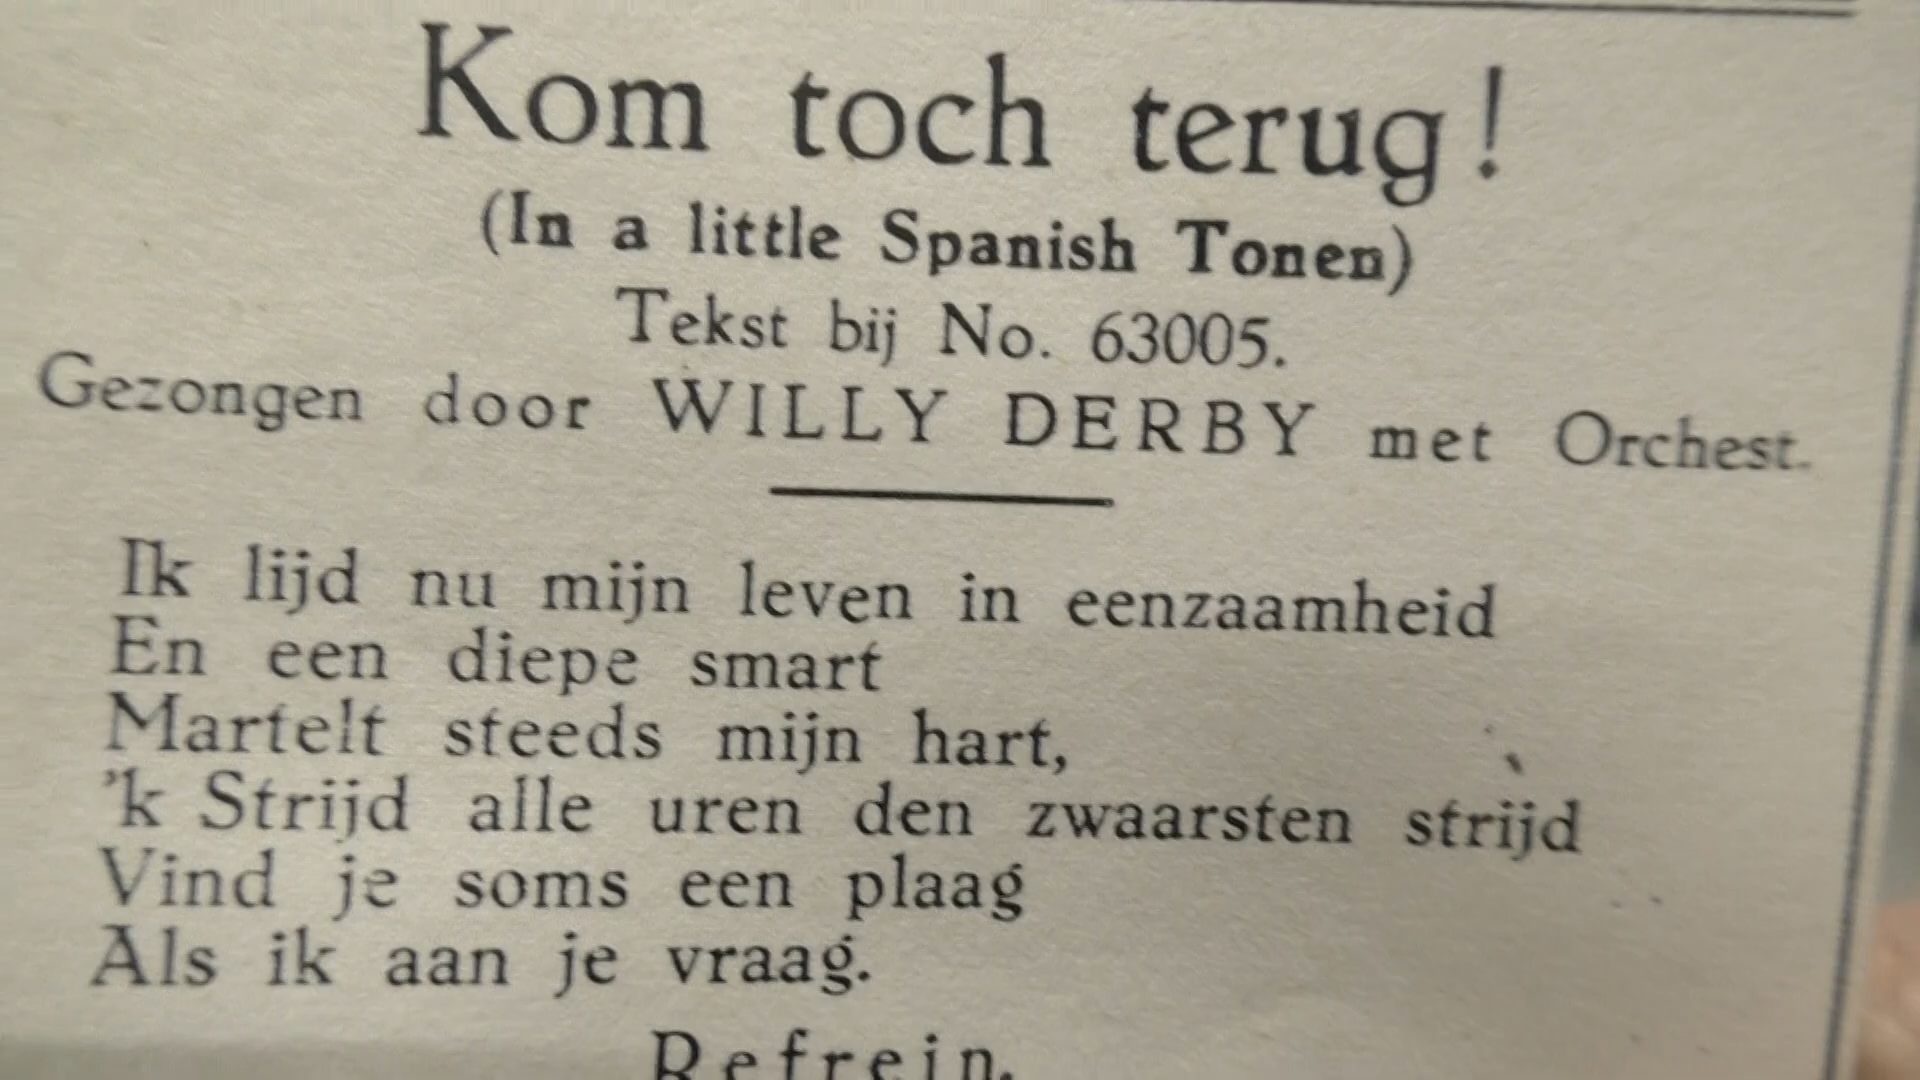 Kom toch terug!
(In a little Spanish Tonen)
Tekst bij No. 63005.
Gezongen door WILLY DERBY met Orchest.
Ik lijd nu mijn leven in eenzaamheid
En een diepe smart
Martelt steeds mijn hart,
'k Strijd alle uren den zwaarsten strijd
Vind je soms een plaag
Als ik aan je vraag.
Refrein.